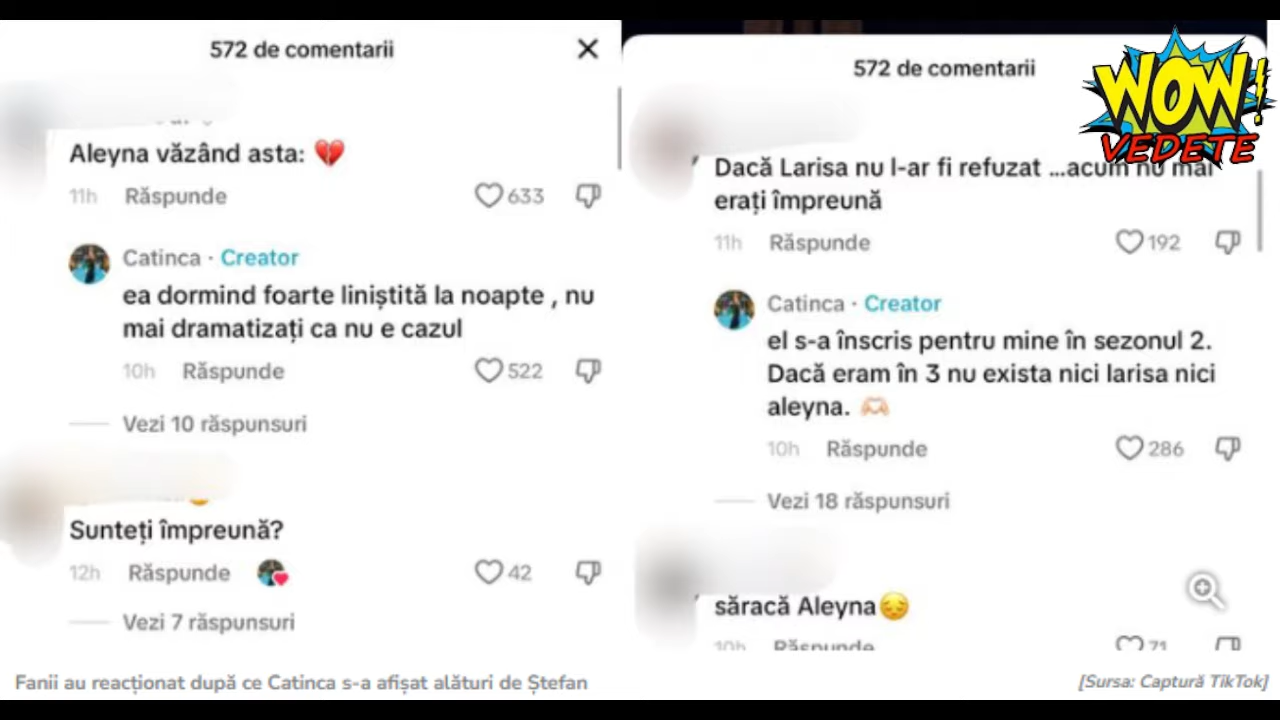 572 de comentarii
Aleyna văzând asta: 💔
11h Răspunde 633
Catinca · Creator
ea dormind foarte liniștită la noapte , nu
mai dramatizați ca nu e cazul
10h Răspunde 522
Vezi 10 răspunsuri
Sunteți împreună?
12h Răspunde 42
Vezi 7 răspunsuri
572 de comentarii
WOW!
VEDETE
Dacă Larisa nu l-ar fi refuzat ...acum nu mai
erați împreună
11h Răspunde 192
Catinca · Creator
el s-a înscris pentru mine în sezonul 2.
Dacă eram în 3 nu exista nici larisa nici
aleyna. 🫶🏻
10h Răspunde 286
Vezi 18 răspunsuri
săracă Aleyna😔
10h Răspunde 71
Fanii au reacționat după ce Catinca s-a afișat alături de Ștefan
[Sursa: Captură TikTok]